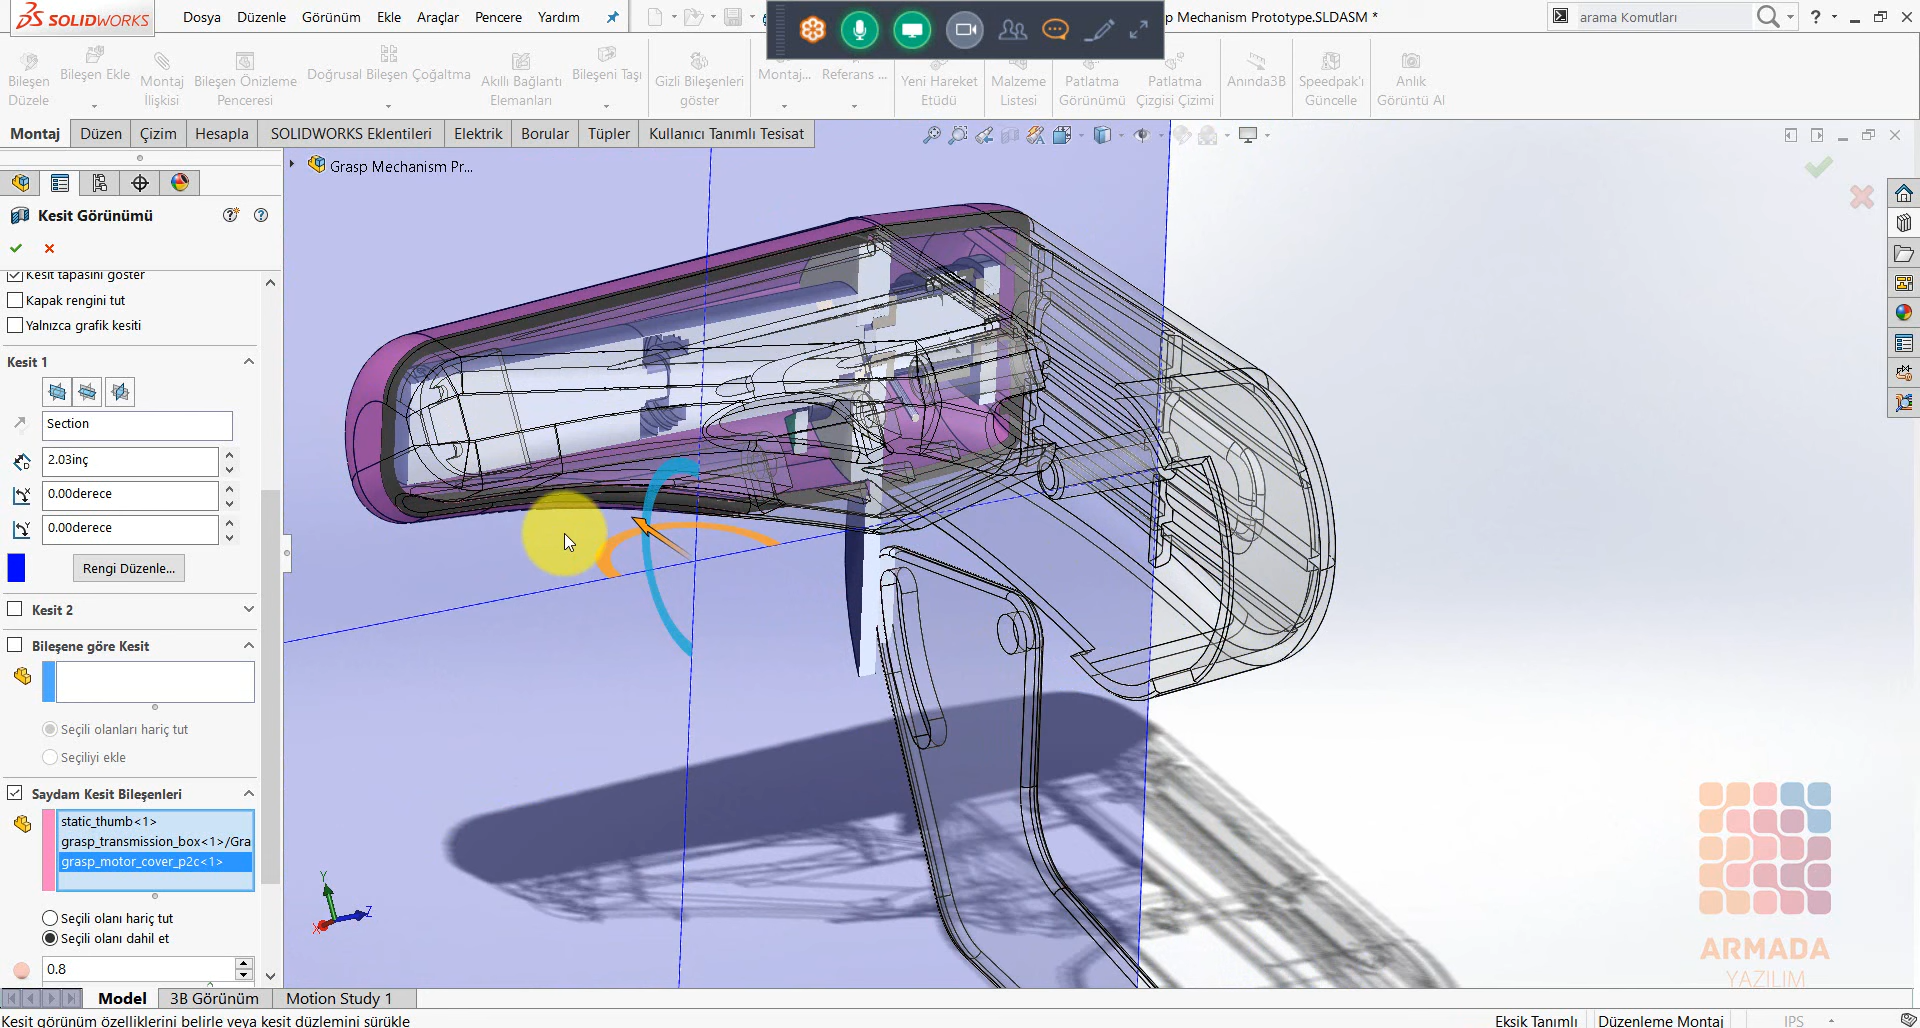 SOLIDWORKS
Dosya Düzenle Görünüm Ekle Araçlar Pencere Yardım
p Mechanism Prototype.SLDASM *
arama Komutları
?
Bileşen Düzele
Bileşen Ekle
Montaj İlişkisi
Bileşen Önizleme Penceresi
Doğrusal Bileşen Çoğaltma
Akıllı Bağlantı Elemanları
Bileşeni Taşı
Gizli Bileşenleri göster
Montaj...
Referans ...
Yeni Hareket Etüdü
Malzeme Listesi
Patlatma Görünümü
Patlatma Çizgisi Çizimi
Anında3B
Speedpak'ı Güncelle
Anlık Görüntü Al
Montaj Düzen Çizim Hesapla SOLIDWORKS Eklentileri Elektrik Borular Tüpler Kullanıcı Tanımlı Tesisat
Grasp Mechanism Pr...
Kesit Görünümü
Kesit tapasını göster
Kapak rengini tut
Yalnızca grafik kesiti
Kesit 1
Section
2.03inç
0.00derece
0.00derece
Rengi Düzenle...
Kesit 2
Bileşene göre Kesit
Seçili olanları hariç tut
Seçiliyi ekle
Saydam Kesit Bileşenleri
static_thumb<1>
grasp_transmission_box<1>/Gra
grasp_motor_cover_p2c<1>
Seçili olanı hariç tut
Seçili olanı dahil et
0.8
Y
Z
X
ARMADA
YAZILIM
Model 3B Görünüm Motion Study 1
Kesit görünüm özelliklerini belirle veya kesit düzlemini sürükle
Eksik Tanımlı Düzenleme Montaj IPS